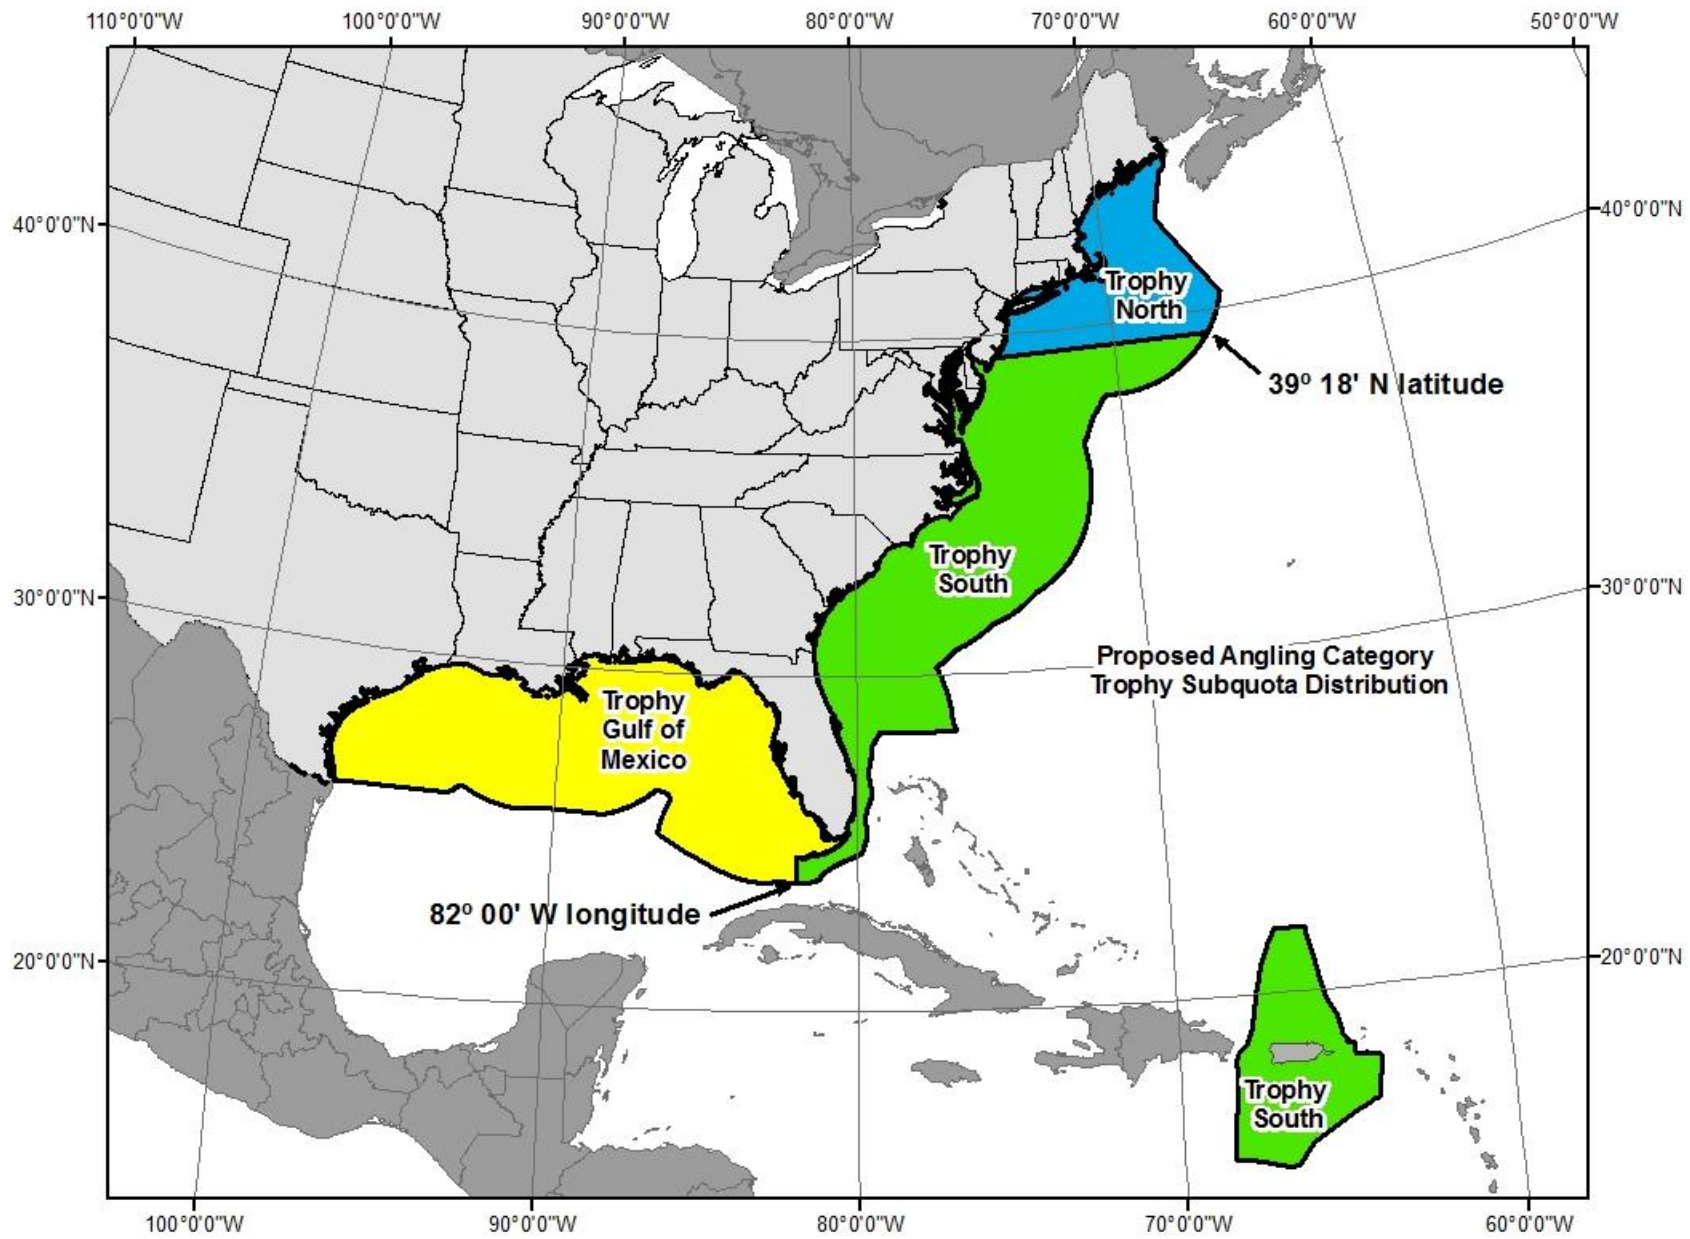 110°0'0"W 100°0'0"W 90°0'0"W 80°0'0"W 70°0'0"W 60°0'0"W 50°0'0"W
40°0'0"N
40°0'0"N
Trophy
North
39º 18' N latitude
Trophy
South
30°0'0"N
30°0'0"N
Proposed Angling Category
Trophy Subquota Distribution
Trophy
Gulf of
Mexico
82º 00' W longitude
20°0'0"N
20°0'0"N
Trophy
South
100°0'0"W 90°0'0"W 80°0'0"W 70°0'0"W 60°0'0"W